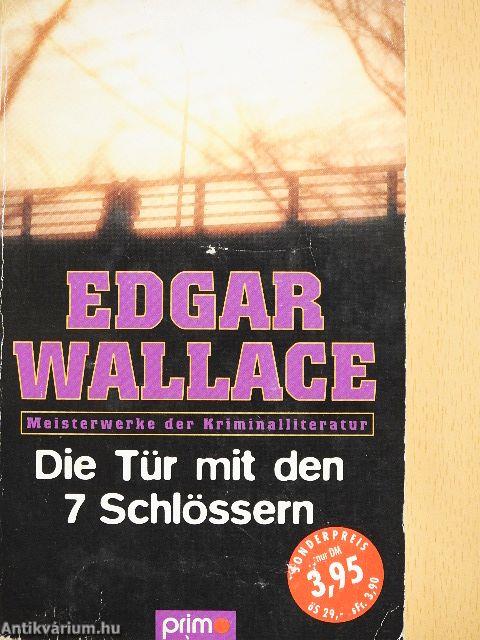 EDGAR
WALLACE
Meisterwerke der Kriminalliteratur
Die Tür mit den
7 Schlössern
SONDERPREIS
nur DM
3,95
öS 29,- sFr. 3,90
primo
Antikvárium.hu